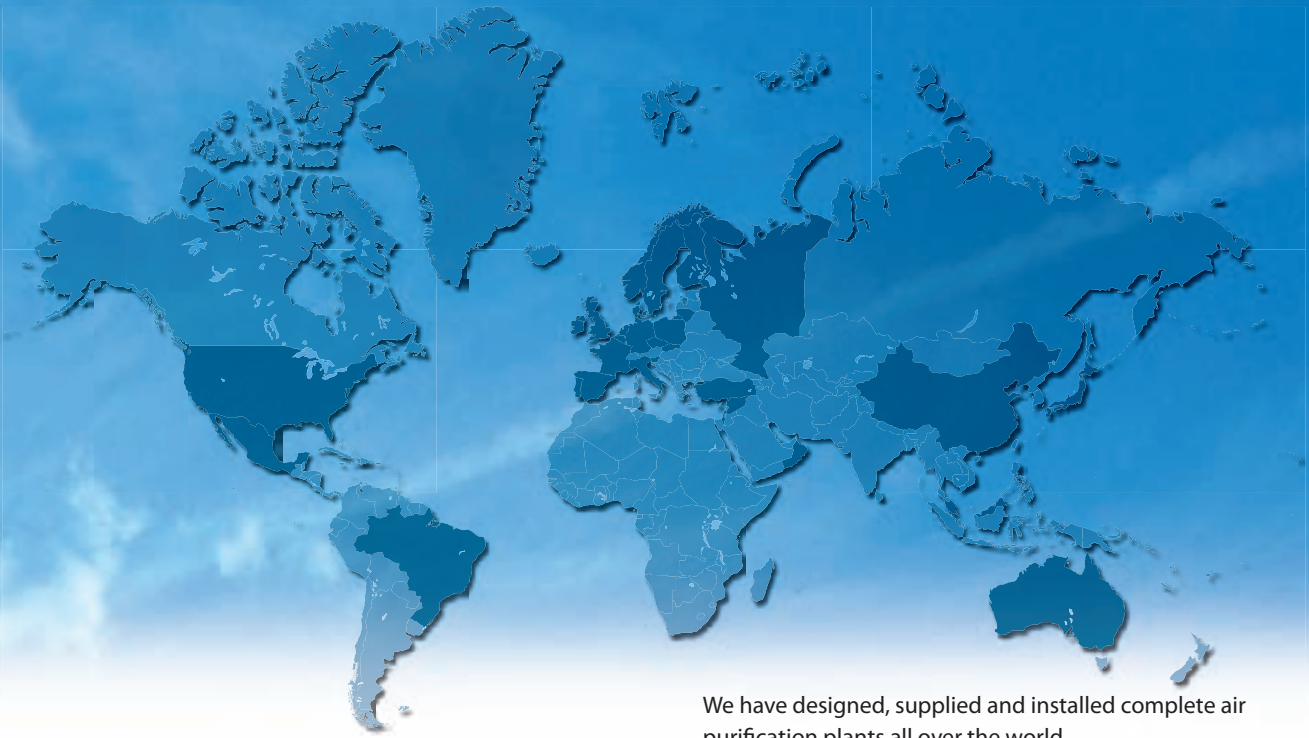 We have designed, supplied and installed complete air
purification plants all over the world